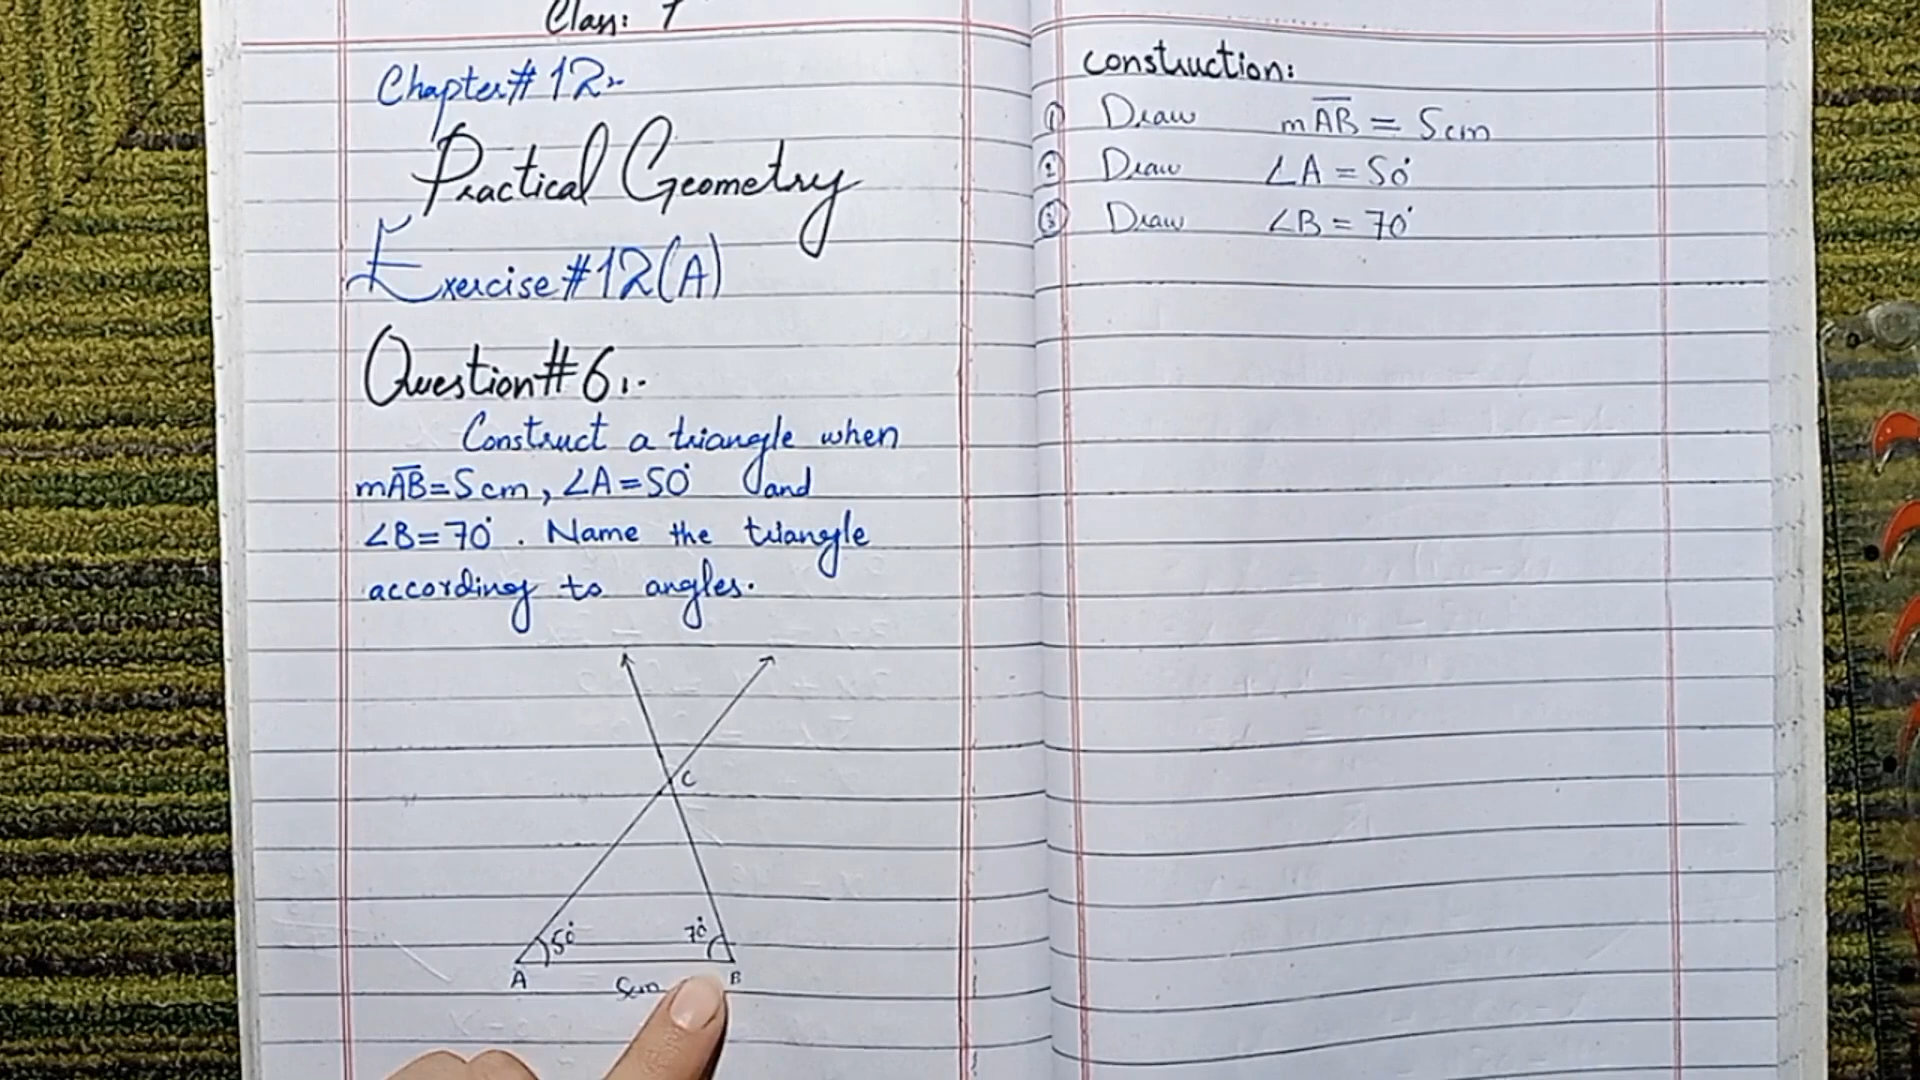 Class: 7
Chapter# 12:-
Practical Geometry
Exercise#12(A)
Question#6:-
Construct a triangle when
mAB=5cm, ∠A=50° and
∠B=70°. Name the triangle
according to angles.
C
50° 70°
A B
5cm
construction:
① Draw mAB = 5cm
② Draw ∠A = 50°
③ Draw ∠B = 70°